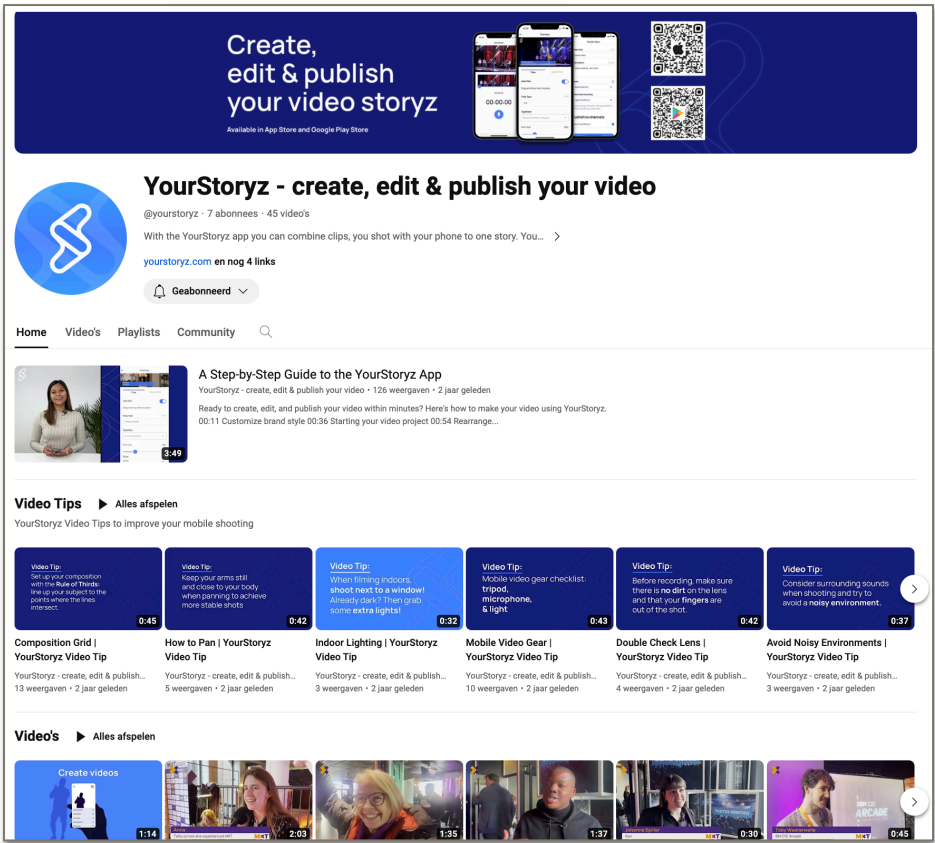 Create,
edit & publish
your video storyz
Available in App Store and Google Play Store
00:00:00
YourStoryz - create, edit & publish your video
@yourstoryz · 7 abonnees · 45 video's
With the YourStoryz app you can combine clips, you shot with your phone to one story. You...
yourstoryz.com en nog 4 links
Geabonneerd
Home Video's Playlists Community
A Step-by-Step Guide to the YourStoryz App
YourStoryz - create, edit & publish your video • 126 weergaven • 2 jaar geleden
Ready to create, edit, and publish your video within minutes? Here's how to make your video using YourStoryz.
00:11 Customize brand style 00:36 Starting your video project 00:54 Rearrange...
3:49
Video Tips Alles afspelen
YourStoryz Video Tips to improve your mobile shooting
Video Tip:
Set up your composition
with the Rule of Thirds:
line up your subject to the
points where the lines
intersect.
0:45
Composition Grid |
YourStoryz Video Tip
YourStoryz - create, edit & publish...
13 weergaven • 2 jaar geleden
Video Tip:
Keep your arms still
and close to your body
when panning to achieve
more stable shots
0:42
How to Pan | YourStoryz
Video Tip
YourStoryz - create, edit & publish...
5 weergaven • 2 jaar geleden
Video Tip:
When filming indoors,
shoot next to a window!
Already dark? Then grab
some extra lights!
0:32
Indoor Lighting | YourStoryz
Video Tip
YourStoryz - create, edit & publish...
3 weergaven • 2 jaar geleden
Video Tip:
Mobile video gear checklist:
tripod,
microphone,
& light
0:43
Mobile Video Gear |
YourStoryz Video Tip
YourStoryz - create, edit & publish...
10 weergaven • 2 jaar geleden
Video Tip:
Before recording, make sure
there is no dirt on the lens
and that your fingers are
out of the shot.
0:42
Double Check Lens |
YourStoryz Video Tip
YourStoryz - create, edit & publish...
4 weergaven • 2 jaar geleden
Video Tip:
Consider surrounding sounds
when shooting and try to
avoid a noisy environment.
0:37
Avoid Noisy Environments |
YourStoryz Video Tip
YourStoryz - create, edit & publish...
3 weergaven • 2 jaar geleden
Video's Alles afspelen
Create videos
1:14
Anna
MKT
2:03
1:35
1:37
Johanna Spiller
MKT
0:30
ARCADE
Toby Westerwelle
MKT
0:45